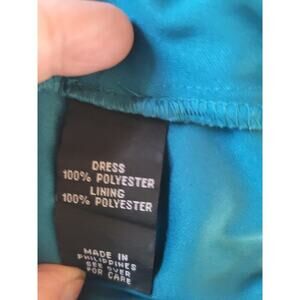 DRESS
100% POLYESTER
LINING
100% POLYESTER
MADE IN
PHILIPPINES
SEE OVER
FOR CARE